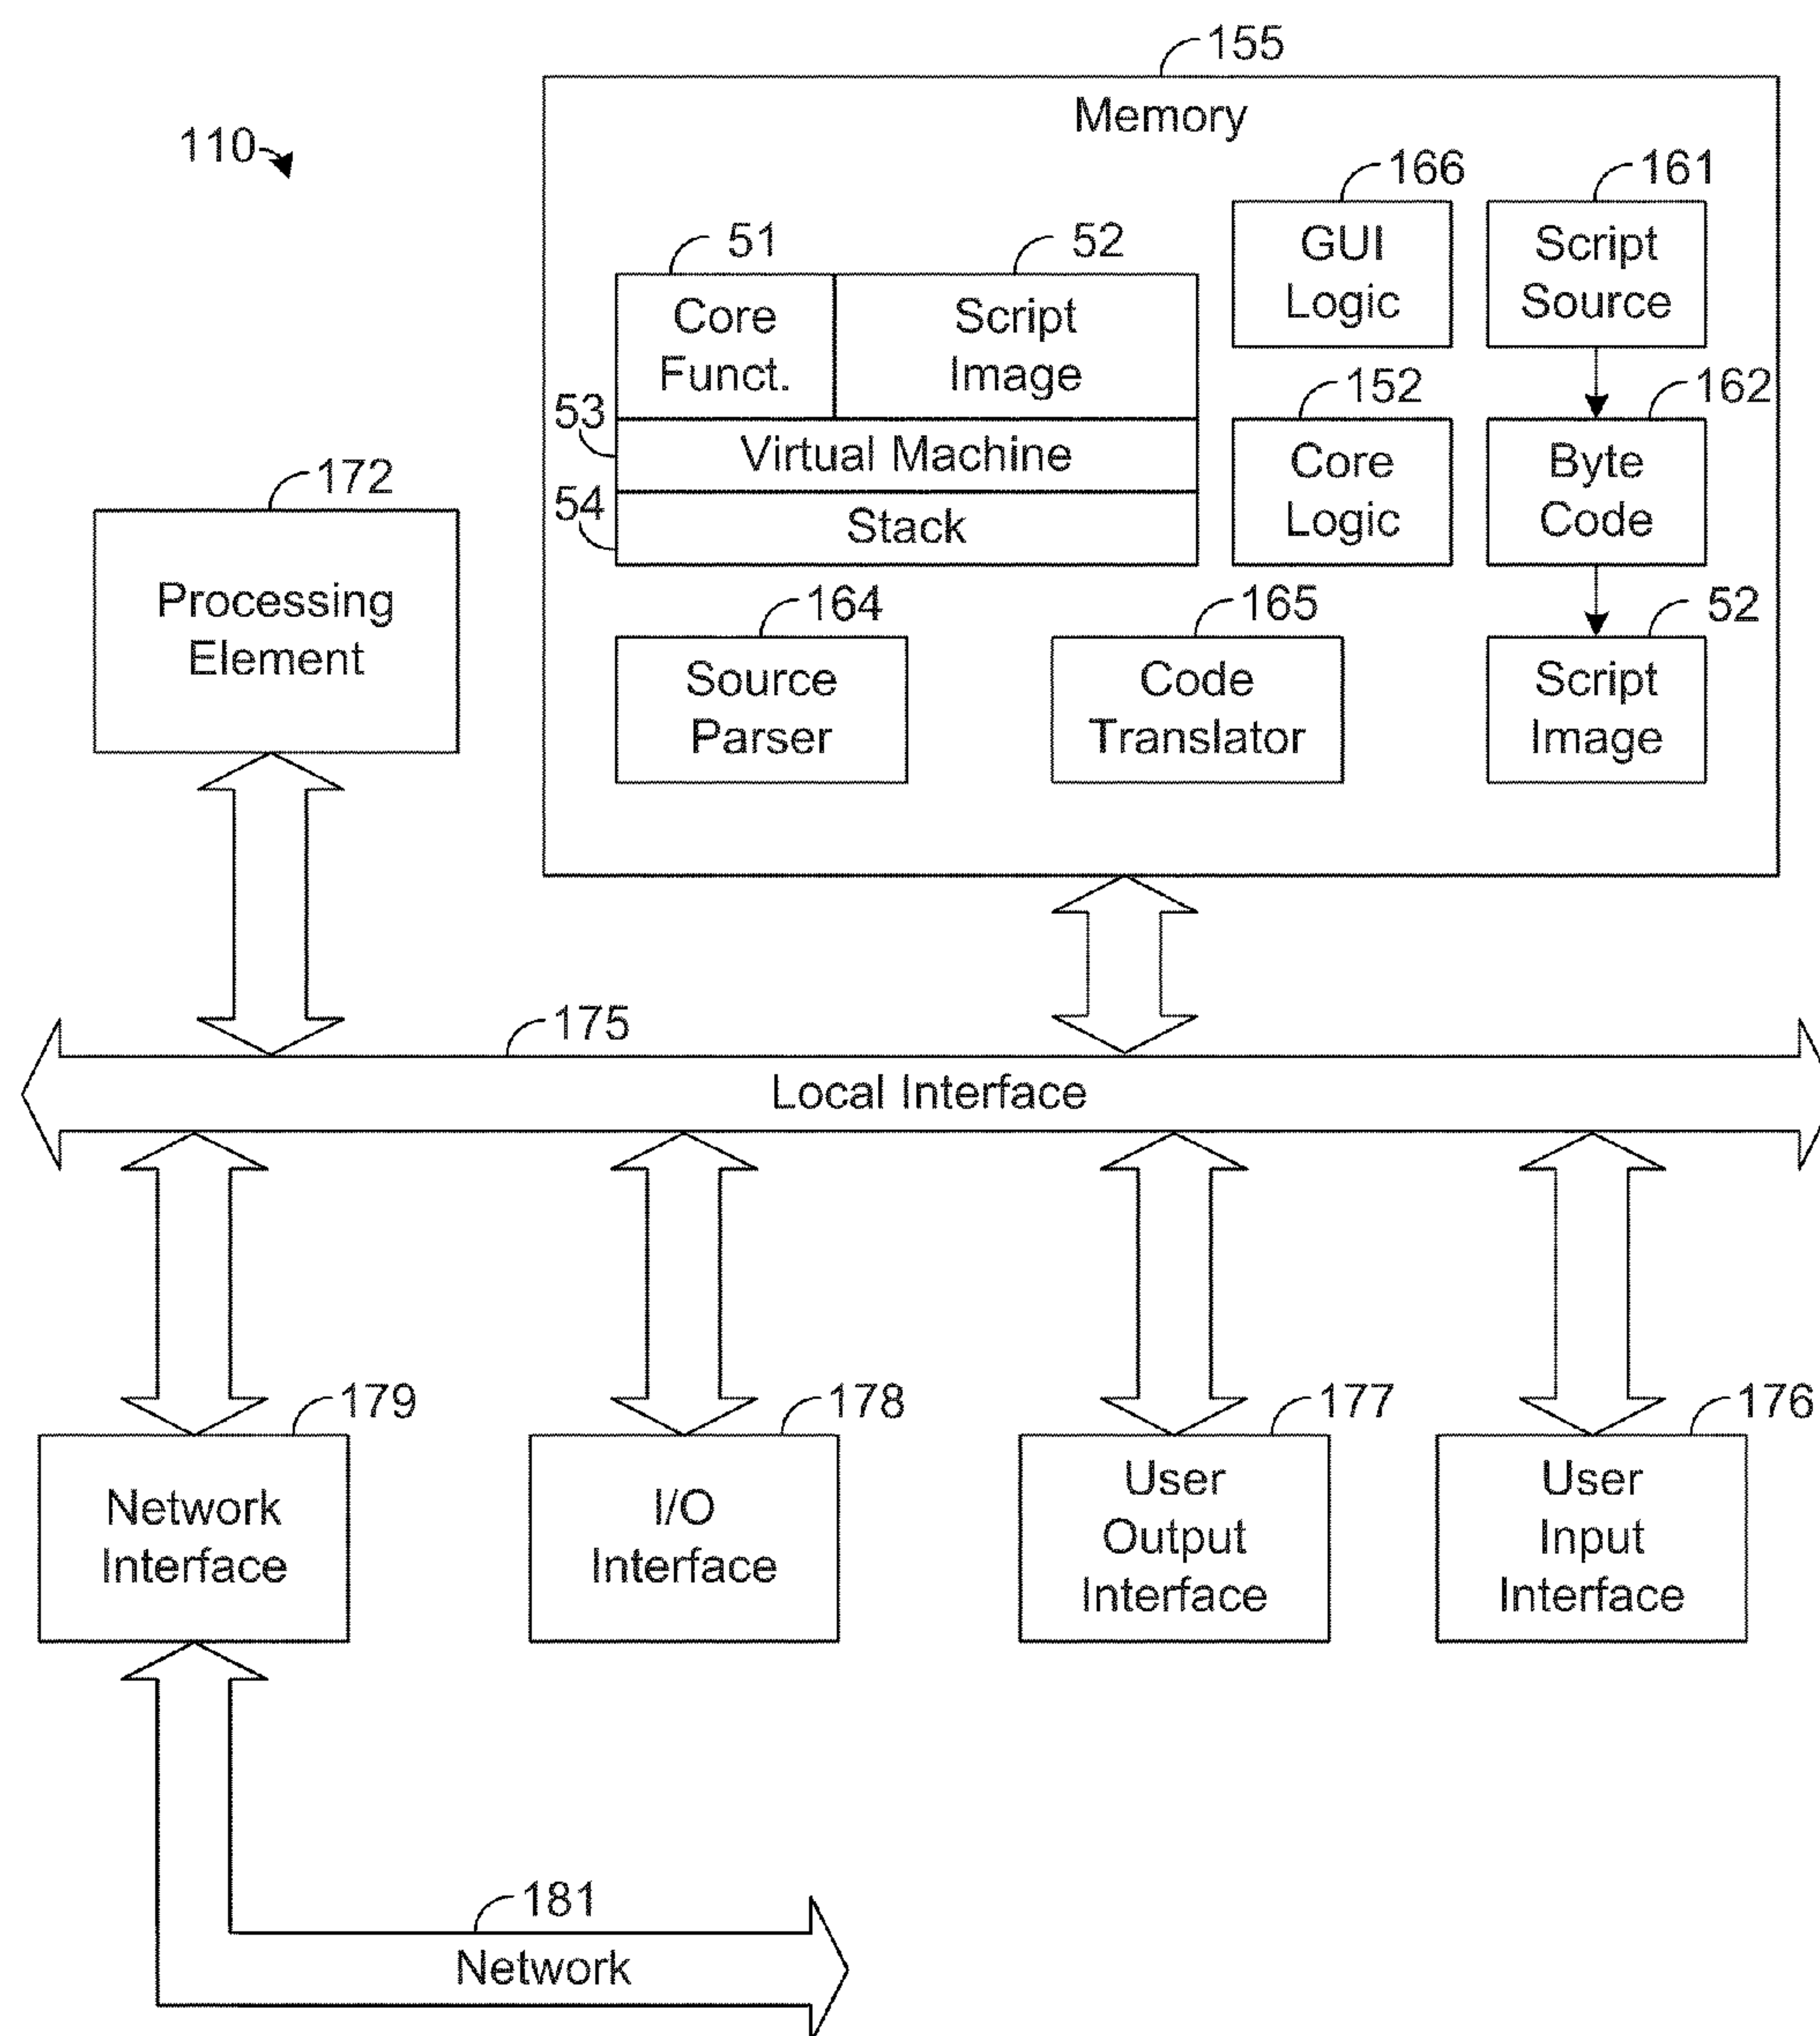 155
Memory
110
166
161
51
52
GUI
Logic
Script
Source
Core
Funct.
Script
Image
53
152
162
Virtual Machine
Core
Logic
Byte
Code
172
54
Stack
Processing
Element
164
165
52
Source
Parser
Code
Translator
Script
Image
175
Local Interface
179
178
177
176
Network
Interface
I/O
Interface
User
Output
Interface
User
Input
Interface
181
Network